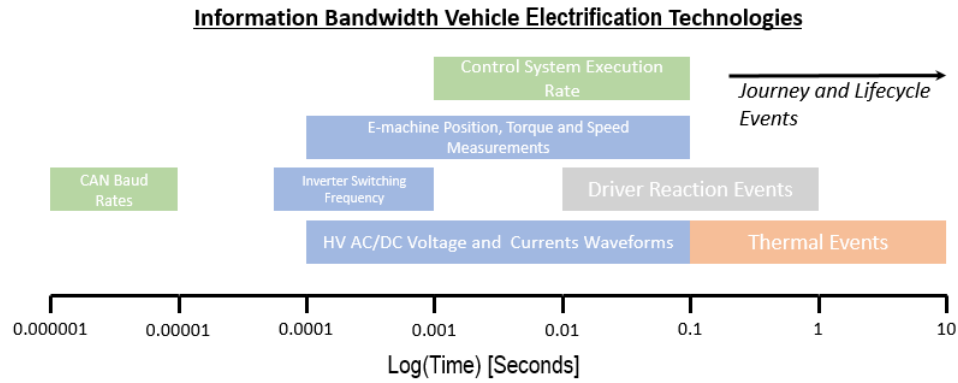 Information Bandwidth Vehicle Electrification Technologies
Control System Execution
Rate
Journey and Lifecycle
Events
E-machine Position, Torque and Speed
Measurements
CAN Baud
Rates
Inverter Switching
Frequency
Driver Reaction Events
HV AC/DC Voltage and Currents Waveforms
Thermal Events
0.000001 0.00001 0.0001 0.001 0.01 0.1 1 10
Log(Time) [Seconds]